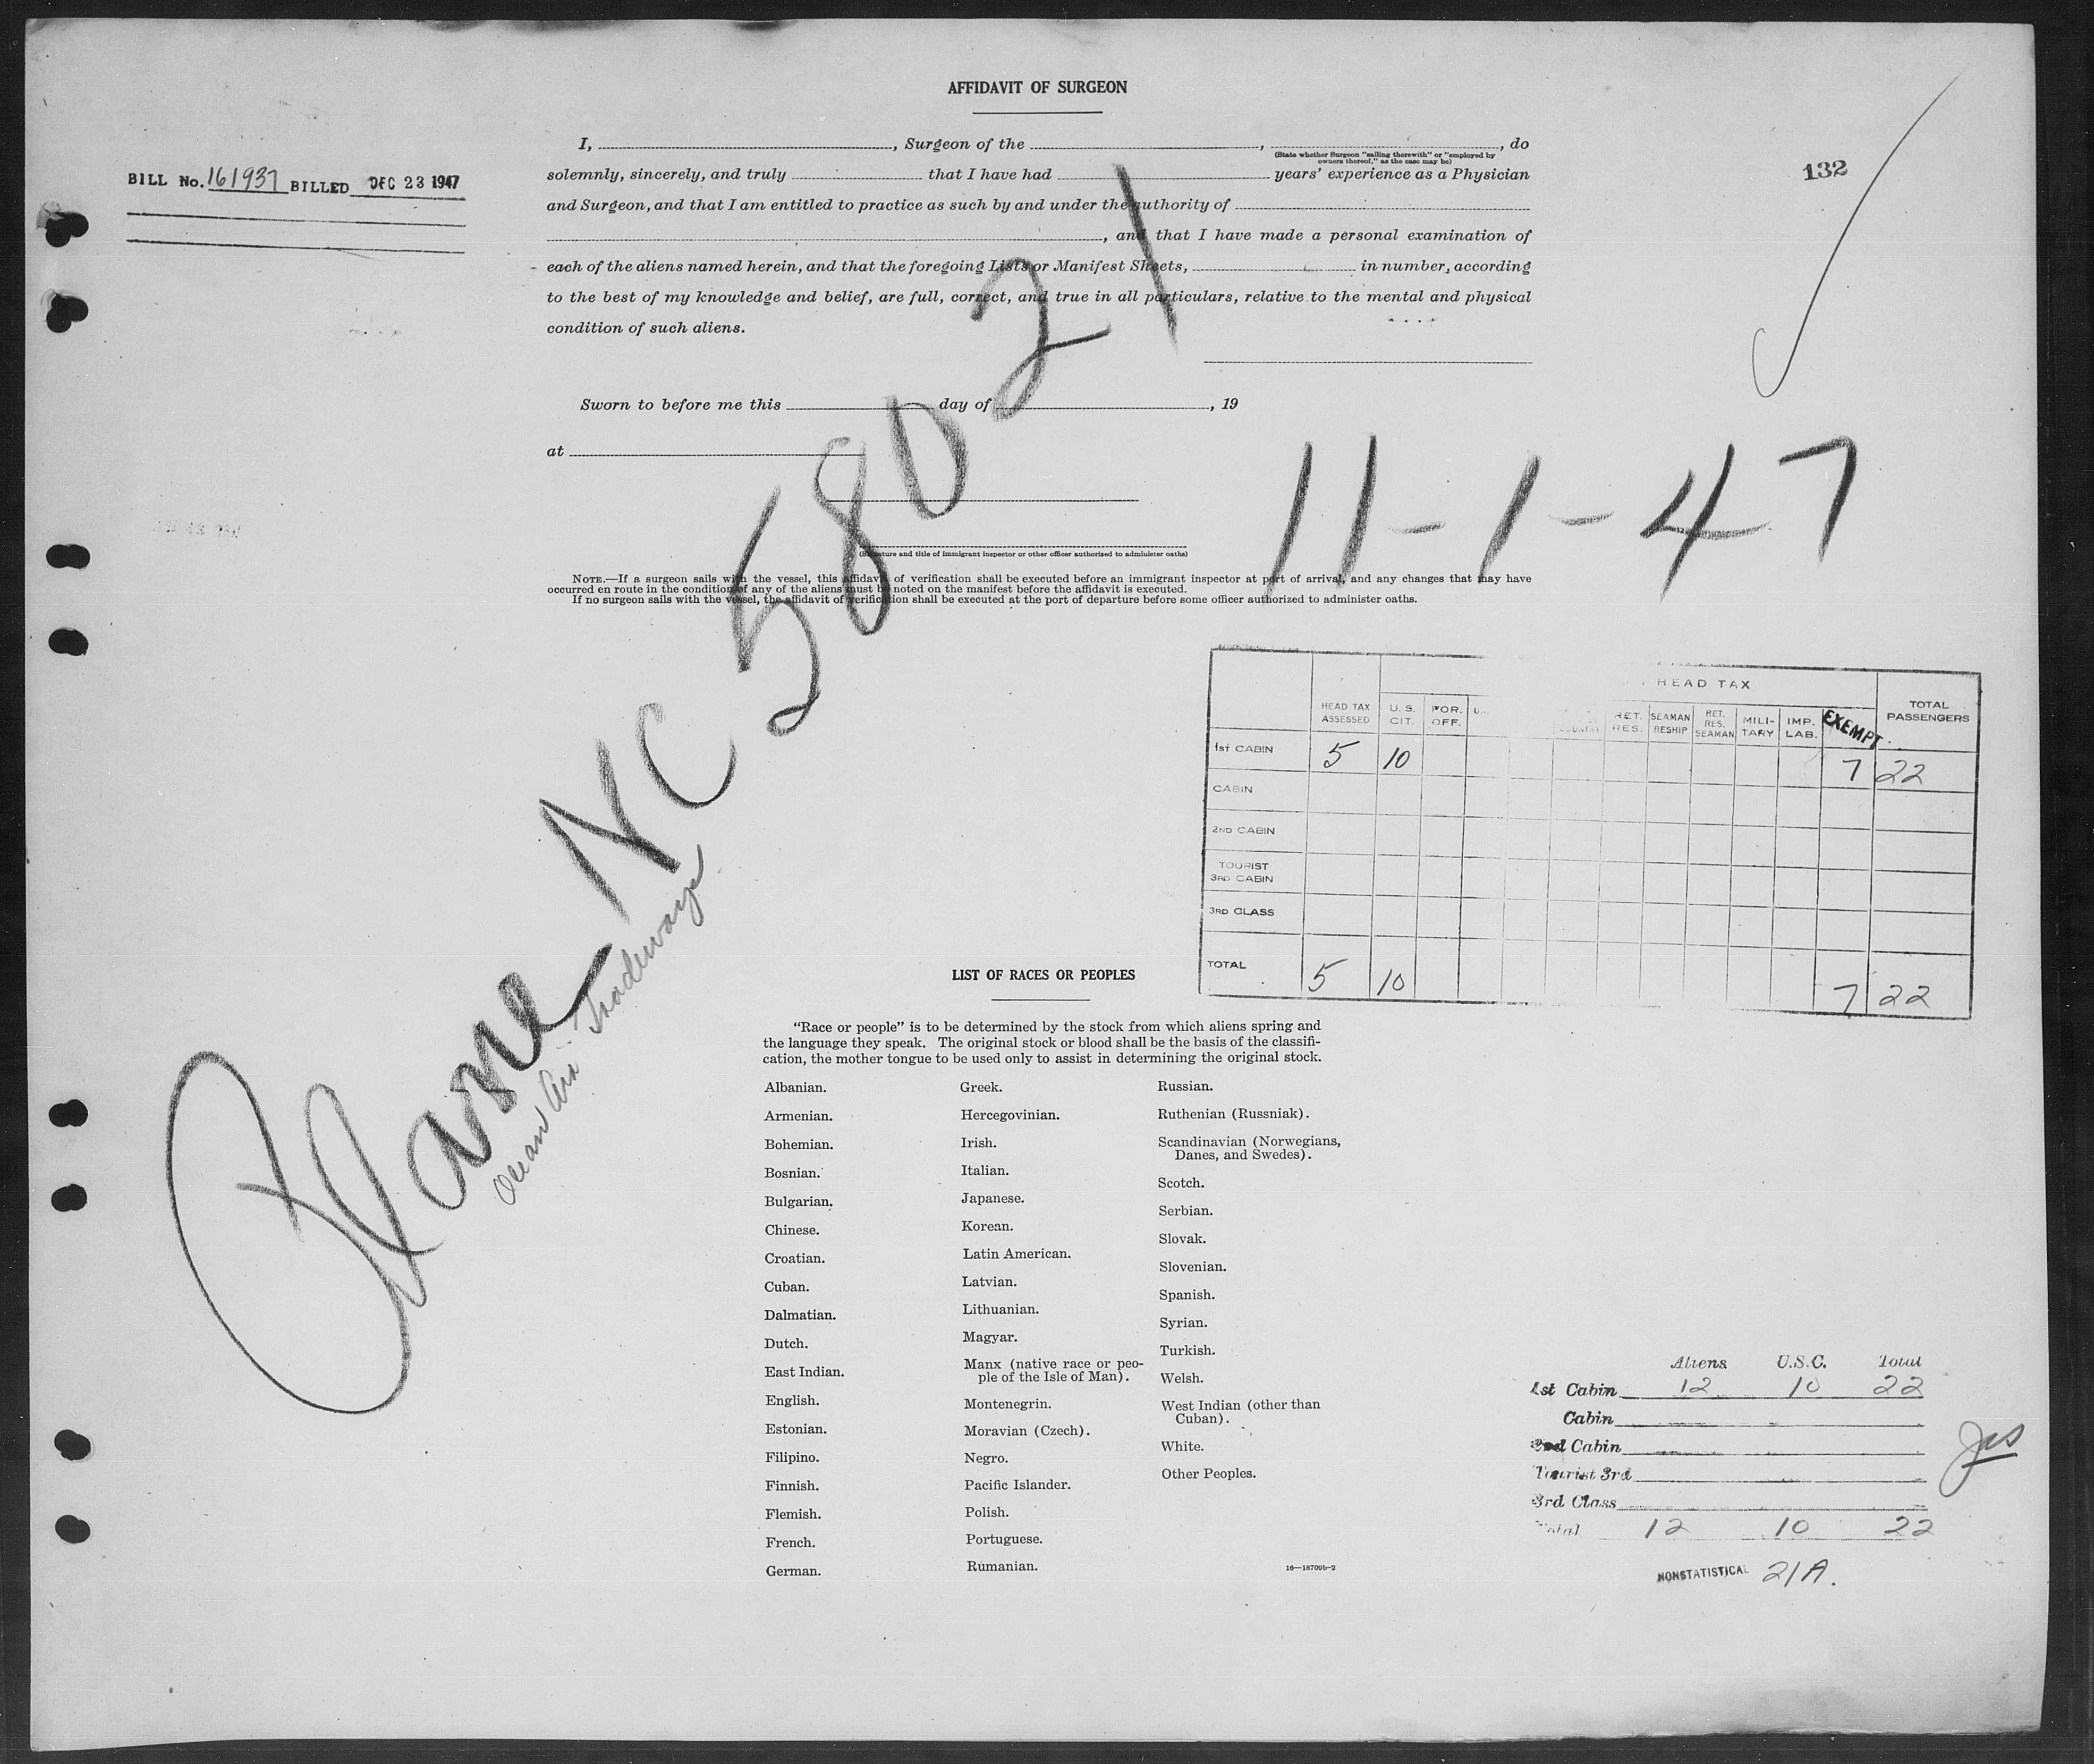 AFFIDAVIT OF SURGEON
I, , Surgeon of the , , do
(State whether Surgeon "sailing therewith" or "employed by
owners thereof," as the case may be)
solemnly, sincerely, and truly that I have had years' experience as a Physician
and Surgeon, and that I am entitled to practice as such by and under the authority of
, and that I have made a personal examination of
each of the aliens named herein, and that the foregoing Lists or Manifest Sheets, in number, according
to the best of my knowledge and belief, are full, correct, and true in all particulars, relative to the mental and physical
condition of such aliens.
BILL No. 161937 BILLED DEC 23 1947
132
Sworn to before me this day of , 19
at
11-1-47
(Signature and title of immigrant inspector or other officer authorized to administer oaths)
NOTE.—If a surgeon sails with the vessel, this affidavit of verification shall be executed before an immigrant inspector at port of arrival, and any changes that may have
occurred en route in the condition of any of the aliens must be noted on the manifest before the affidavit is executed.
If no surgeon sails with the vessel, the affidavit of verification shall be executed at the port of departure before some officer authorized to administer oaths.
Plane NC 58021
Ocean Air Tradeways
HEAD TAX
HEAD TAX ASSESSED U. S. CIT. FOR. OFF. RET. RES. SEAMAN RESHIP RET. RES. SEAMAN MILI-TARY IMP. LAB. EXEMPT TOTAL PASSENGERS
1st CABIN 5 10 7 22
CABIN
2ND CABIN
TOURIST
3RD CABIN
3RD CLASS
TOTAL 5 10 7 22
LIST OF RACES OR PEOPLES
"Race or people" is to be determined by the stock from which aliens spring and
the language they speak. The original stock or blood shall be the basis of the classifi-
cation, the mother tongue to be used only to assist in determining the original stock.
Albanian.
Armenian.
Bohemian.
Bosnian.
Bulgarian.
Chinese.
Croatian.
Cuban.
Dalmatian.
Dutch.
East Indian.
English.
Estonian.
Filipino.
Finnish.
Flemish.
French.
German.
Greek.
Hercegovinian.
Irish.
Italian.
Japanese.
Korean.
Latin American.
Latvian.
Lithuanian.
Magyar.
Manx (native race or peo-
ple of the Isle of Man).
Montenegrin.
Moravian (Czech).
Negro.
Pacific Islander.
Polish.
Portuguese.
Rumanian.
Russian.
Ruthenian (Russniak).
Scandinavian (Norwegians,
Danes, and Swedes).
Scotch.
Serbian.
Slovak.
Slovenian.
Spanish.
Syrian.
Turkish.
Welsh.
West Indian (other than
Cuban).
White.
Other Peoples.
16—18709b-2
Aliens U.S.C. Total
1st Cabin 12 10 22
Cabin
2nd Cabin
Tourist 3rd
3rd Class
Total 12 10 22
NONSTATISTICAL 21A.